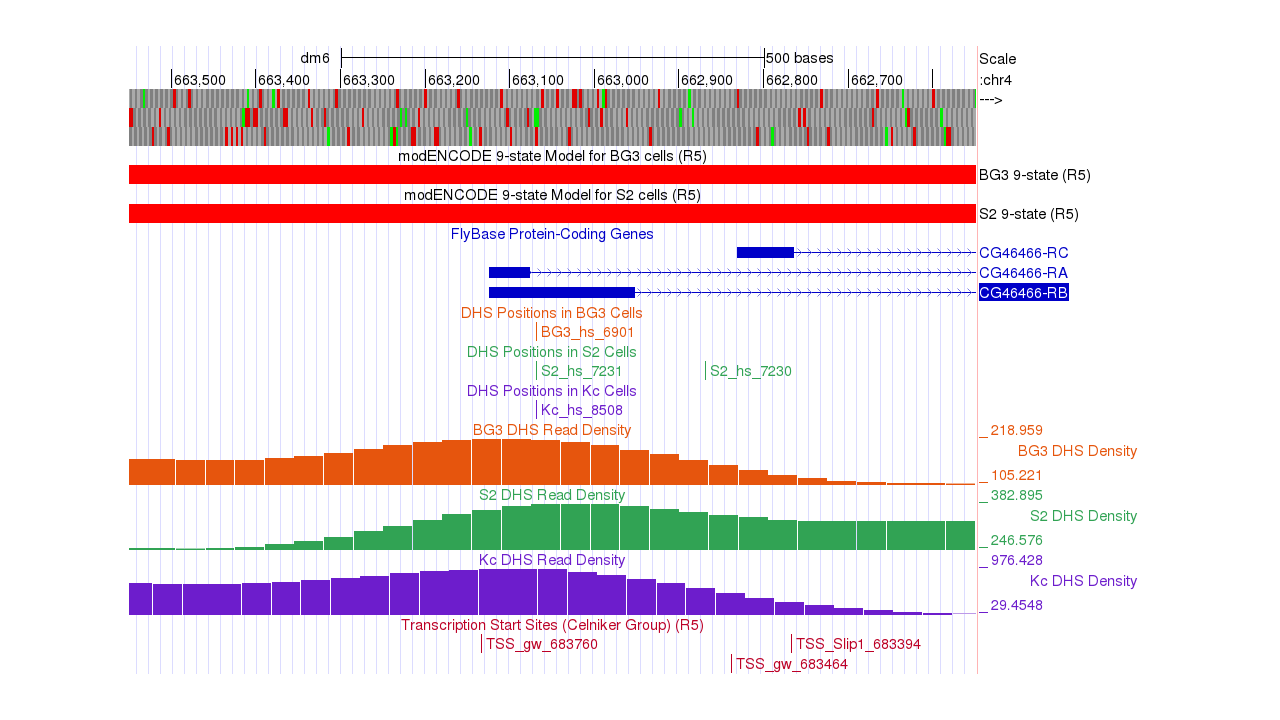 dm6 500 bases Scale
663,500 663,400 663,300 663,200 663,100 663,000 662,900 662,800 662,700 :chr4
--->
modENCODE 9-state Model for BG3 cells (R5)
BG3 9-state (R5)
modENCODE 9-state Model for S2 cells (R5)
S2 9-state (R5)
FlyBase Protein-Coding Genes
CG46466-RC
CG46466-RA
CG46466-RB
DHS Positions in BG3 Cells
BG3_hs_6901
DHS Positions in S2 Cells
S2_hs_7231 S2_hs_7230
DHS Positions in Kc Cells
Kc_hs_8508
BG3 DHS Read Density 218.959
BG3 DHS Density
105.221
S2 DHS Read Density 382.895
S2 DHS Density
246.576
Kc DHS Read Density 976.428
Kc DHS Density
29.4548
Transcription Start Sites (Celniker Group) (R5)
TSS_gw_683760 TSS_Slip1_683394
TSS_gw_683464